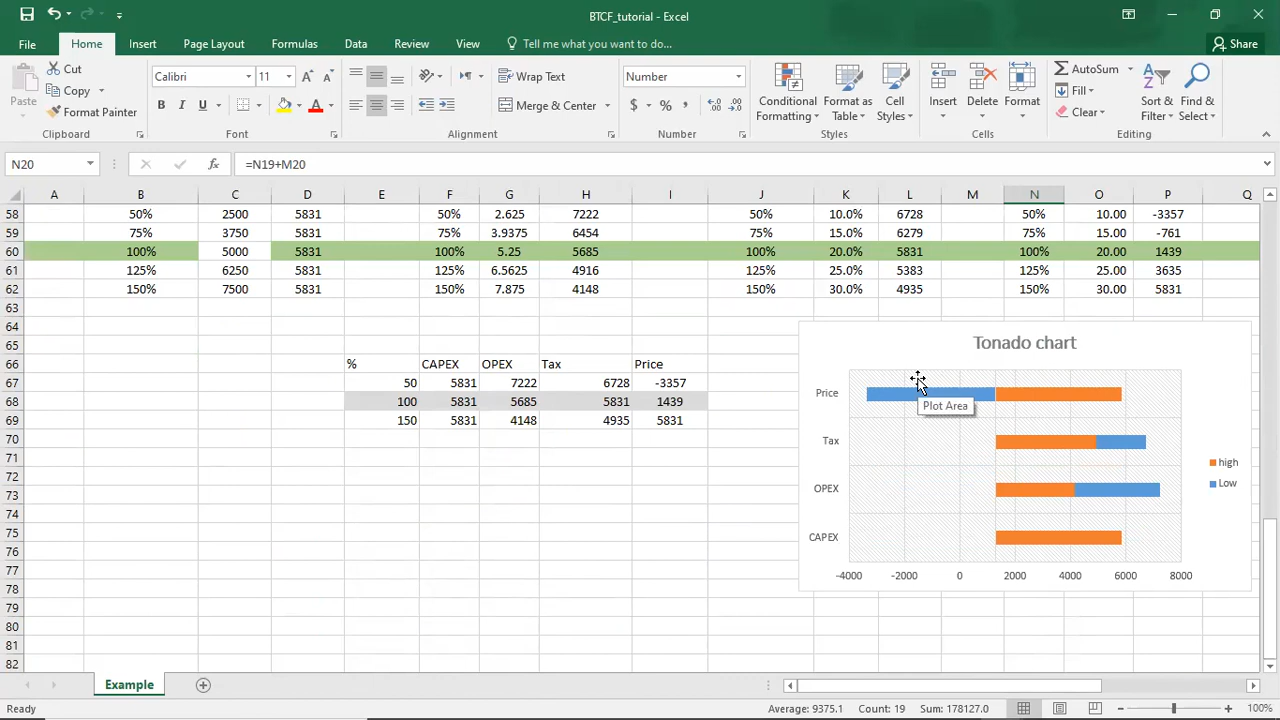 BTCF_tutorial - Excel
File Home Insert Page Layout Formulas Data Review View Tell me what you want to do... Share
Paste Cut Copy Format Painter Clipboard
Calibri 11 B I U A Font
Wrap Text Merge & Center Alignment
Number $ % , Number
Conditional Formatting Format as Table Cell Styles Styles
Insert Delete Format Cells
AutoSum Fill Clear Sort & Filter Find & Select Editing
N20 fx =N19+M20
A B C D E F G H I J K L M N O P Q
58 50% 2500 5831 50% 2.625 7222 50% 10.0% 6728 50% 10.00 -3357
59 75% 3750 5831 75% 3.9375 6454 75% 15.0% 6279 75% 15.00 -761
60 100% 5000 5831 100% 5.25 5685 100% 20.0% 5831 100% 20.00 1439
61 125% 6250 5831 125% 6.5625 4916 125% 25.0% 5383 125% 25.00 3635
62 150% 7500 5831 150% 7.875 4148 150% 30.0% 4935 150% 30.00 5831
63
64
65
66 % CAPEX OPEX Tax Price
67 50 5831 7222 6728 -3357
68 100 5831 5685 5831 1439
69 150 5831 4148 4935 5831
70
71
72
73
74
75
76
77
78
79
80
81
82
Tonado chart
Price
Plot Area
Tax
OPEX
CAPEX
high
Low
-4000 -2000 0 2000 4000 6000 8000
Example
Ready Average: 9375.1 Count: 19 Sum: 178127.0 100%